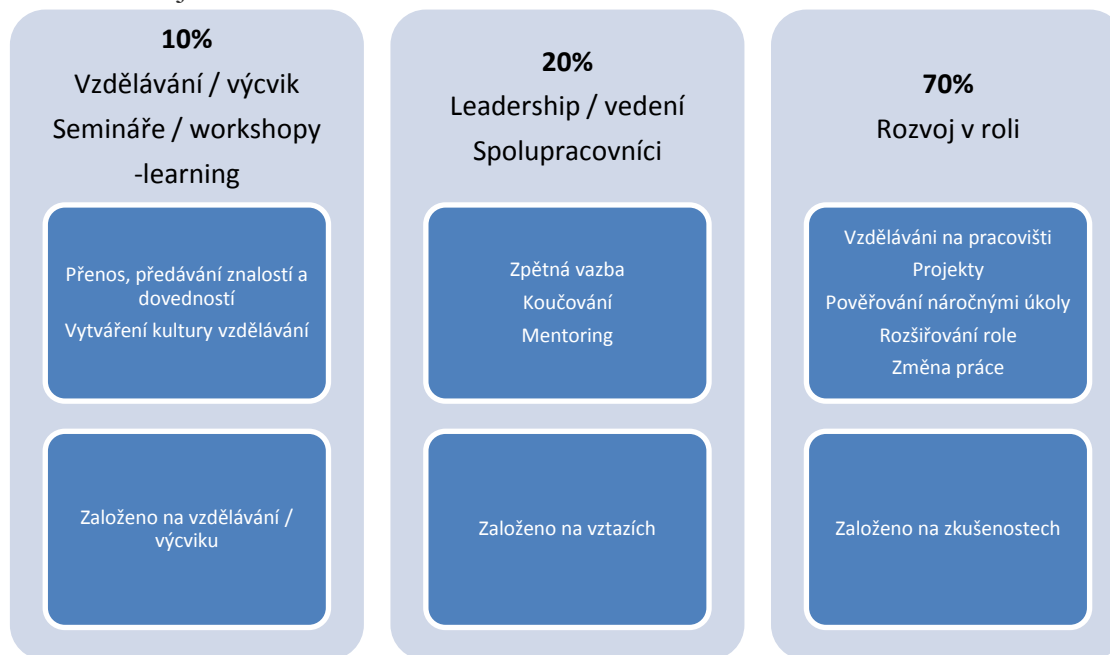 10%
Vzdělávání / výcvik
Semináře / workshopy
-learning
Přenos, předávání znalostí a
dovedností
Vytváření kultury vzdělávání
Založeno na vzdělávání /
výcviku
20%
Leadership / vedení
Spolupracovníci
Zpětná vazba
Koučování
Mentoring
Založeno na vztazích
70%
Rozvoj v roli
Vzděláváni na pracovišti
Projekty
Pověřování náročnými úkoly
Rozšiřování role
Změna práce
Založeno na zkušenostech